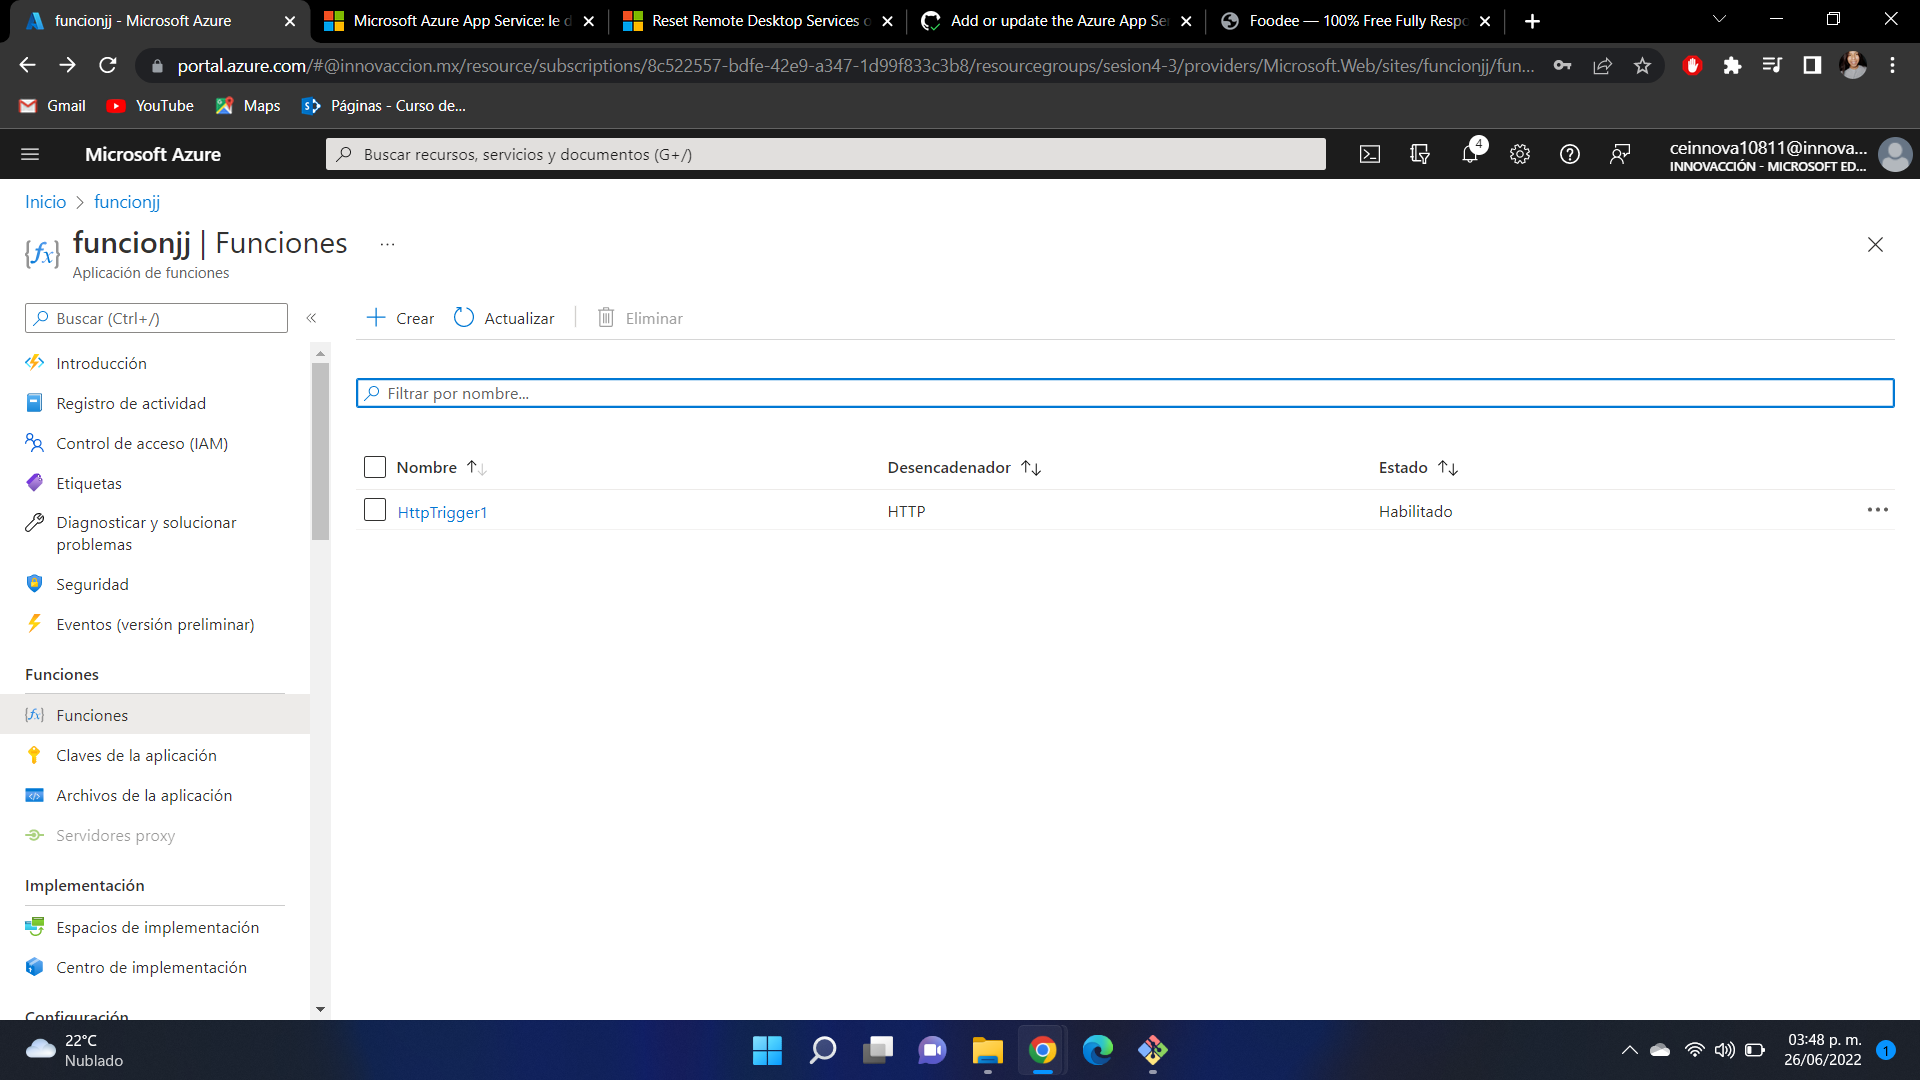 funcionjj - Microsoft Azure
Microsoft Azure App Service: le d
Reset Remote Desktop Services o
Add or update the Azure App Se
Foodee — 100% Free Fully Respo
portal.azure.com/#@innovaccion.mx/resource/subscriptions/8c522557-bdfe-42e9-a347-1d99f833c3b8/resourcegroups/sesion4-3/providers/Microsoft.Web/sites/funcionjj/fun...
Gmail
YouTube
Maps
Páginas - Curso de...
Microsoft Azure
Buscar recursos, servicios y documentos (G+/)
4
ceinnova10811@innova...
INNOVACCIÓN - MICROSOFT ED...
Inicio > funcionjj
funcionjj | Funciones ...
Aplicación de funciones
Buscar (Ctrl+/)
«
Crear
Actualizar
Eliminar
Introducción
Registro de actividad
Control de acceso (IAM)
Etiquetas
Diagnosticar y solucionar
problemas
Seguridad
Eventos (versión preliminar)
Funciones
Funciones
Claves de la aplicación
Archivos de la aplicación
Servidores proxy
Implementación
Espacios de implementación
Centro de implementación
Configuración
Filtrar por nombre...
Nombre
Desencadenador
Estado
HttpTrigger1
HTTP
Habilitado
22°C
Nublado
03:48 p. m.
26/06/2022
1